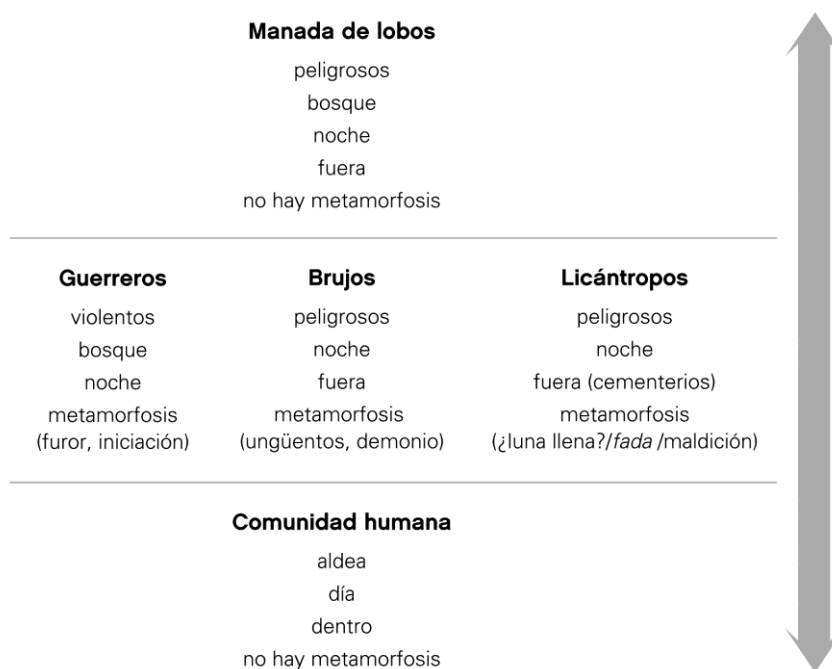 Manada de lobos
peligrosos
bosque
noche
fuera
no hay metamorfosis
Guerreros
violentos
bosque
noche
metamorfosis
(furor, iniciación)
Brujos
peligrosos
noche
fuera
metamorfosis
(ungüentos, demonio)
Licántropos
peligrosos
noche
fuera (cementerios)
metamorfosis
(¿luna llena?/fada /maldición)
Comunidad humana
aldea
día
dentro
no hay metamorfosis